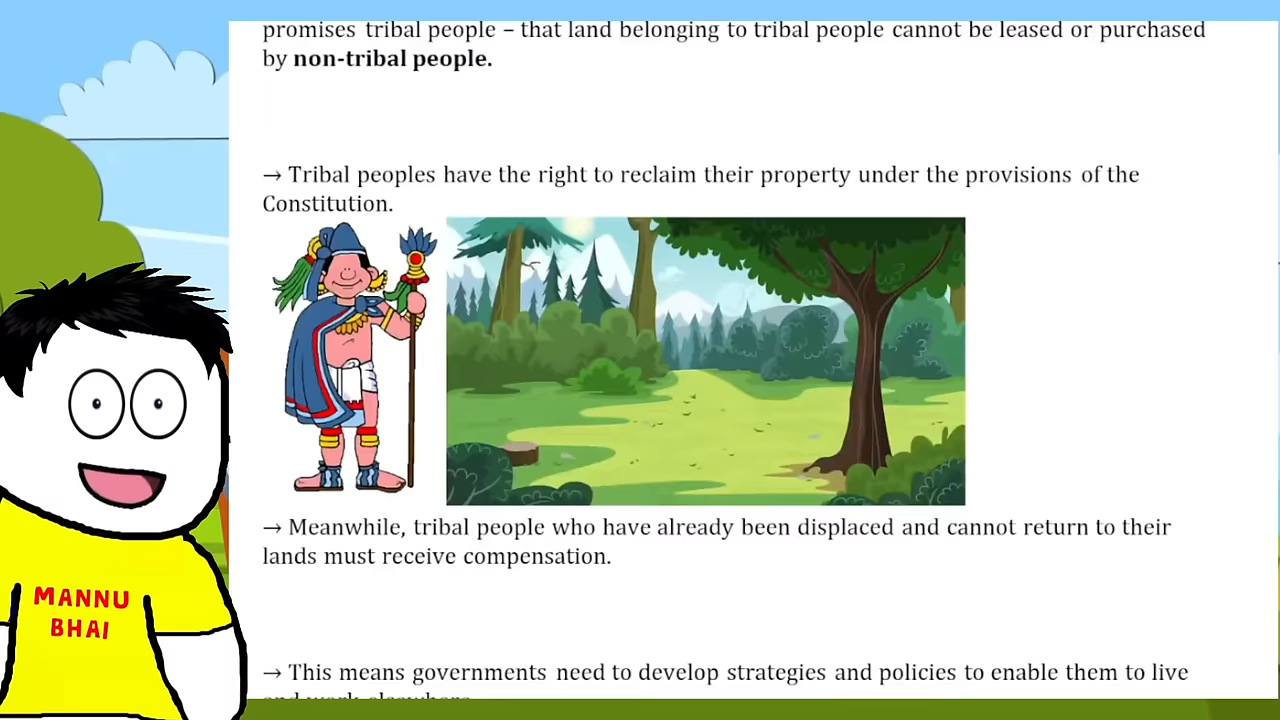 promises tribal people – that land belonging to tribal people cannot be leased or purchased
by non-tribal people.
→ Tribal peoples have the right to reclaim their property under the provisions of the
Constitution.
→ Meanwhile, tribal people who have already been displaced and cannot return to their
lands must receive compensation.
→ This means governments need to develop strategies and policies to enable them to live
and work elsewhere
MANNU
BHAI